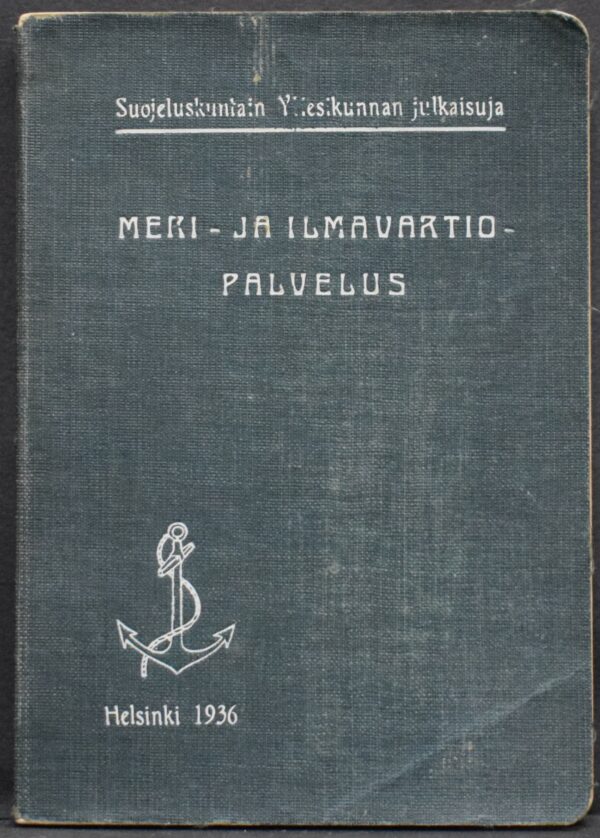 Suojeluskuntain Yliesikunnan julkaisuja
MERI - JA ILMAVARTIO -
PALVELUS
Helsinki 1936